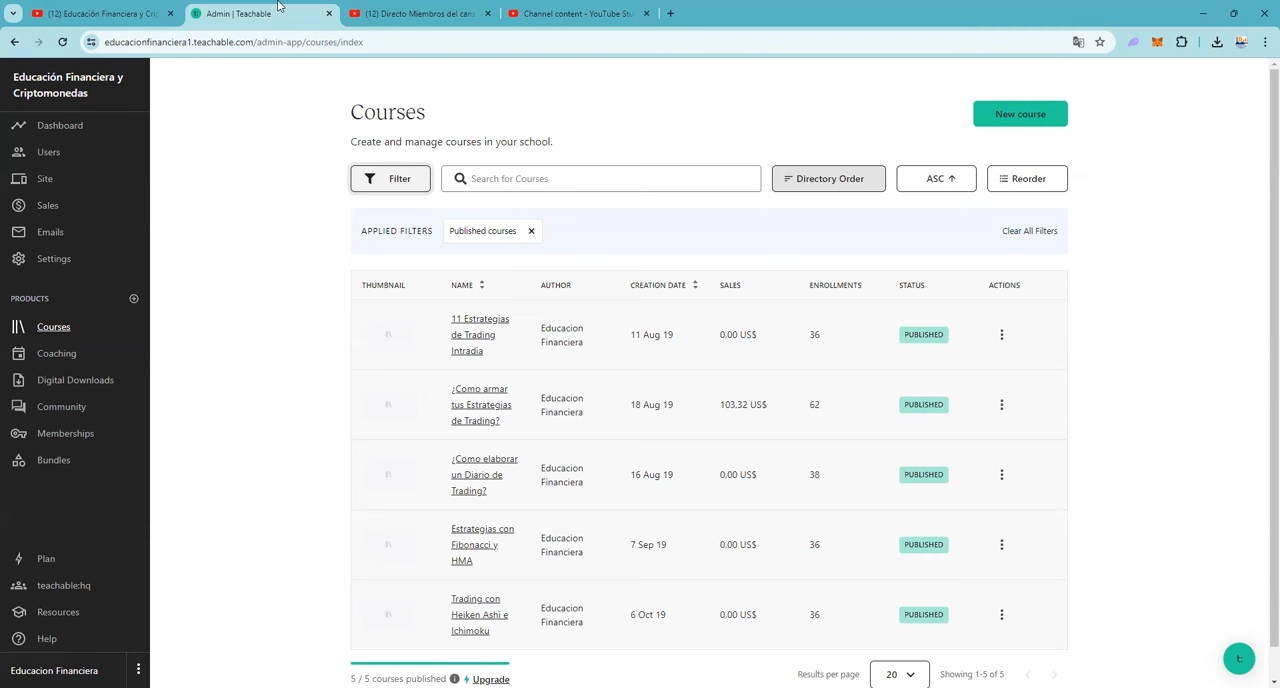 (12) Educación Financiera y Crip
Admin | Teachable
(12) Directo Miembros del cana
Channel content - YouTube Stu
educacionfinanciera1.teachable.com/admin-app/courses/index
Educación Financiera y
Criptomonedas
Dashboard
Users
Site
Sales
Emails
Settings
PRODUCTS
Courses
Coaching
Digital Downloads
Community
Memberships
Bundles
Plan
teachable:hq
Resources
Help
Educacion Financiera
Courses
New course
Create and manage courses in your school.
Filter
Search for Courses
Directory Order
ASC ↑
Reorder
APPLIED FILTERS
Published courses ×
Clear All Filters
THUMBNAIL NAME AUTHOR CREATION DATE SALES ENROLLMENTS STATUS ACTIONS
11 Estrategias
de Trading
Intradia
Educacion
Financiera
11 Aug 19
0,00 US$
36
PUBLISHED
¿Como armar
tus Estrategias
de Trading?
Educacion
Financiera
18 Aug 19
103,32 US$
62
PUBLISHED
¿Como elaborar
un Diario de
Trading?
Educacion
Financiera
16 Aug 19
0,00 US$
38
PUBLISHED
Estrategias con
Fibonacci y
HMA
Educacion
Financiera
7 Sep 19
0,00 US$
36
PUBLISHED
Trading con
Heiken Ashi e
Ichimoku
Educacion
Financiera
6 Oct 19
0,00 US$
36
PUBLISHED
5 / 5 courses published
Upgrade
Results per page
20
Showing 1-5 of 5
t: